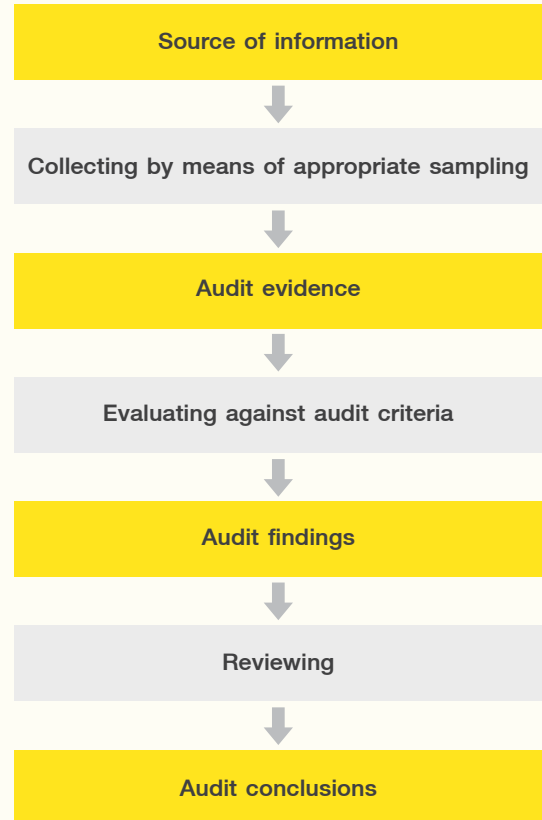 Source of information
Collecting by means of appropriate sampling
Audit evidence
Evaluating against audit criteria
Audit findings
Reviewing
Audit conclusions